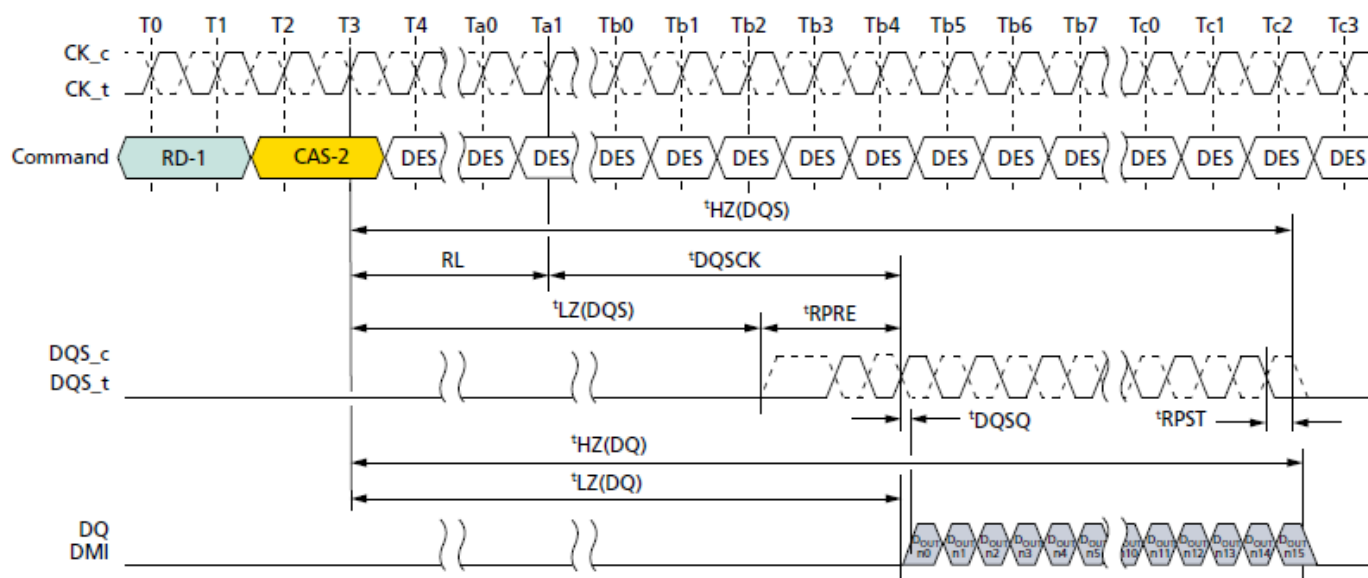 T0 T1 T2 T3 T4 Ta0 Ta1 Tb0 Tb1 Tb2 Tb3 Tb4 Tb5 Tb6 Tb7 Tc0 Tc1 Tc2 Tc3
CK_c
CK_t
Command RD-1 CAS-2 DES DES DES DES DES DES DES DES DES DES DES DES DES DES DES
tHZ(DQS)
RL tDQSCK
tLZ(DQS) tRPRE
DQS_c
DQS_t
tDQSQ tRPST
tHZ(DQ)
tLZ(DQ)
DQ
DMI
DOUT DOUT DOUT DOUT DOUT DOUT DOUT DOUT DOUT DOUT DOUT DOUT
n0 n1 n2 n3 n4 n5 n10 n11 n12 n13 n14 n15